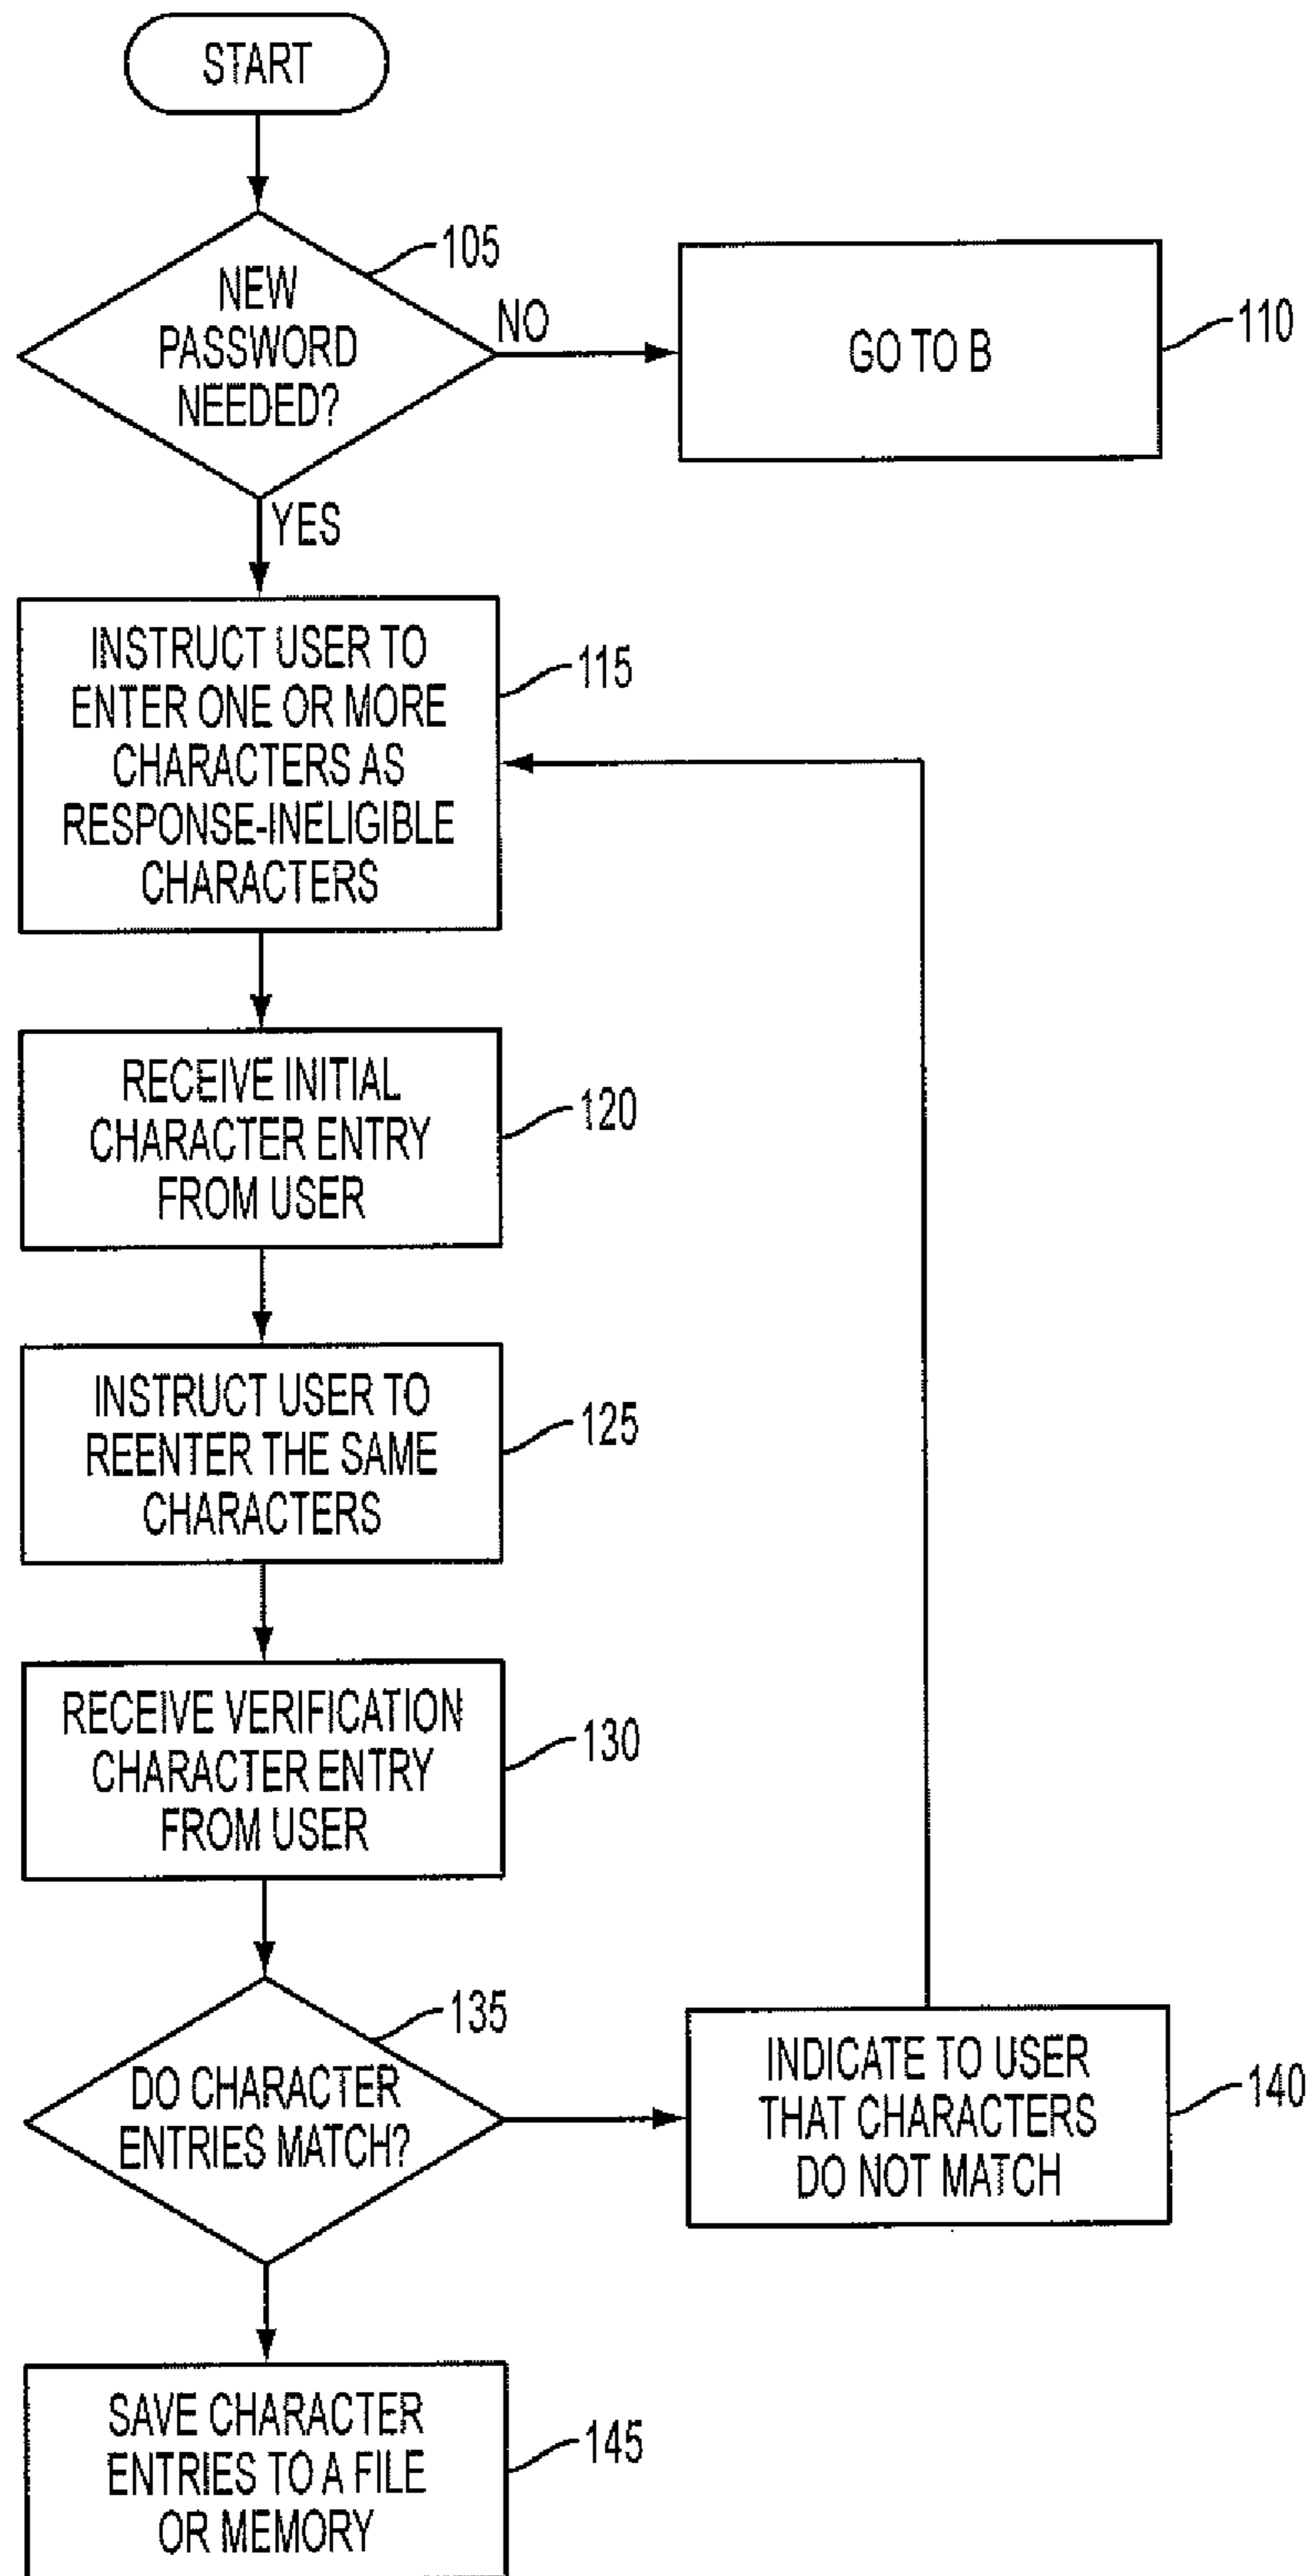 START
NEW
PASSWORD
NEEDED?
105
NO
GO TO B
110
YES
INSTRUCT USER TO
ENTER ONE OR MORE
CHARACTERS AS
RESPONSE-INELIGIBLE
CHARACTERS
115
RECEIVE INITIAL
CHARACTER ENTRY
FROM USER
120
INSTRUCT USER TO
REENTER THE SAME
CHARACTERS
125
RECEIVE VERIFICATION
CHARACTER ENTRY
FROM USER
130
DO CHARACTER
ENTRIES MATCH?
135
INDICATE TO USER
THAT CHARACTERS
DO NOT MATCH
140
SAVE CHARACTER
ENTRIES TO A FILE
OR MEMORY
145